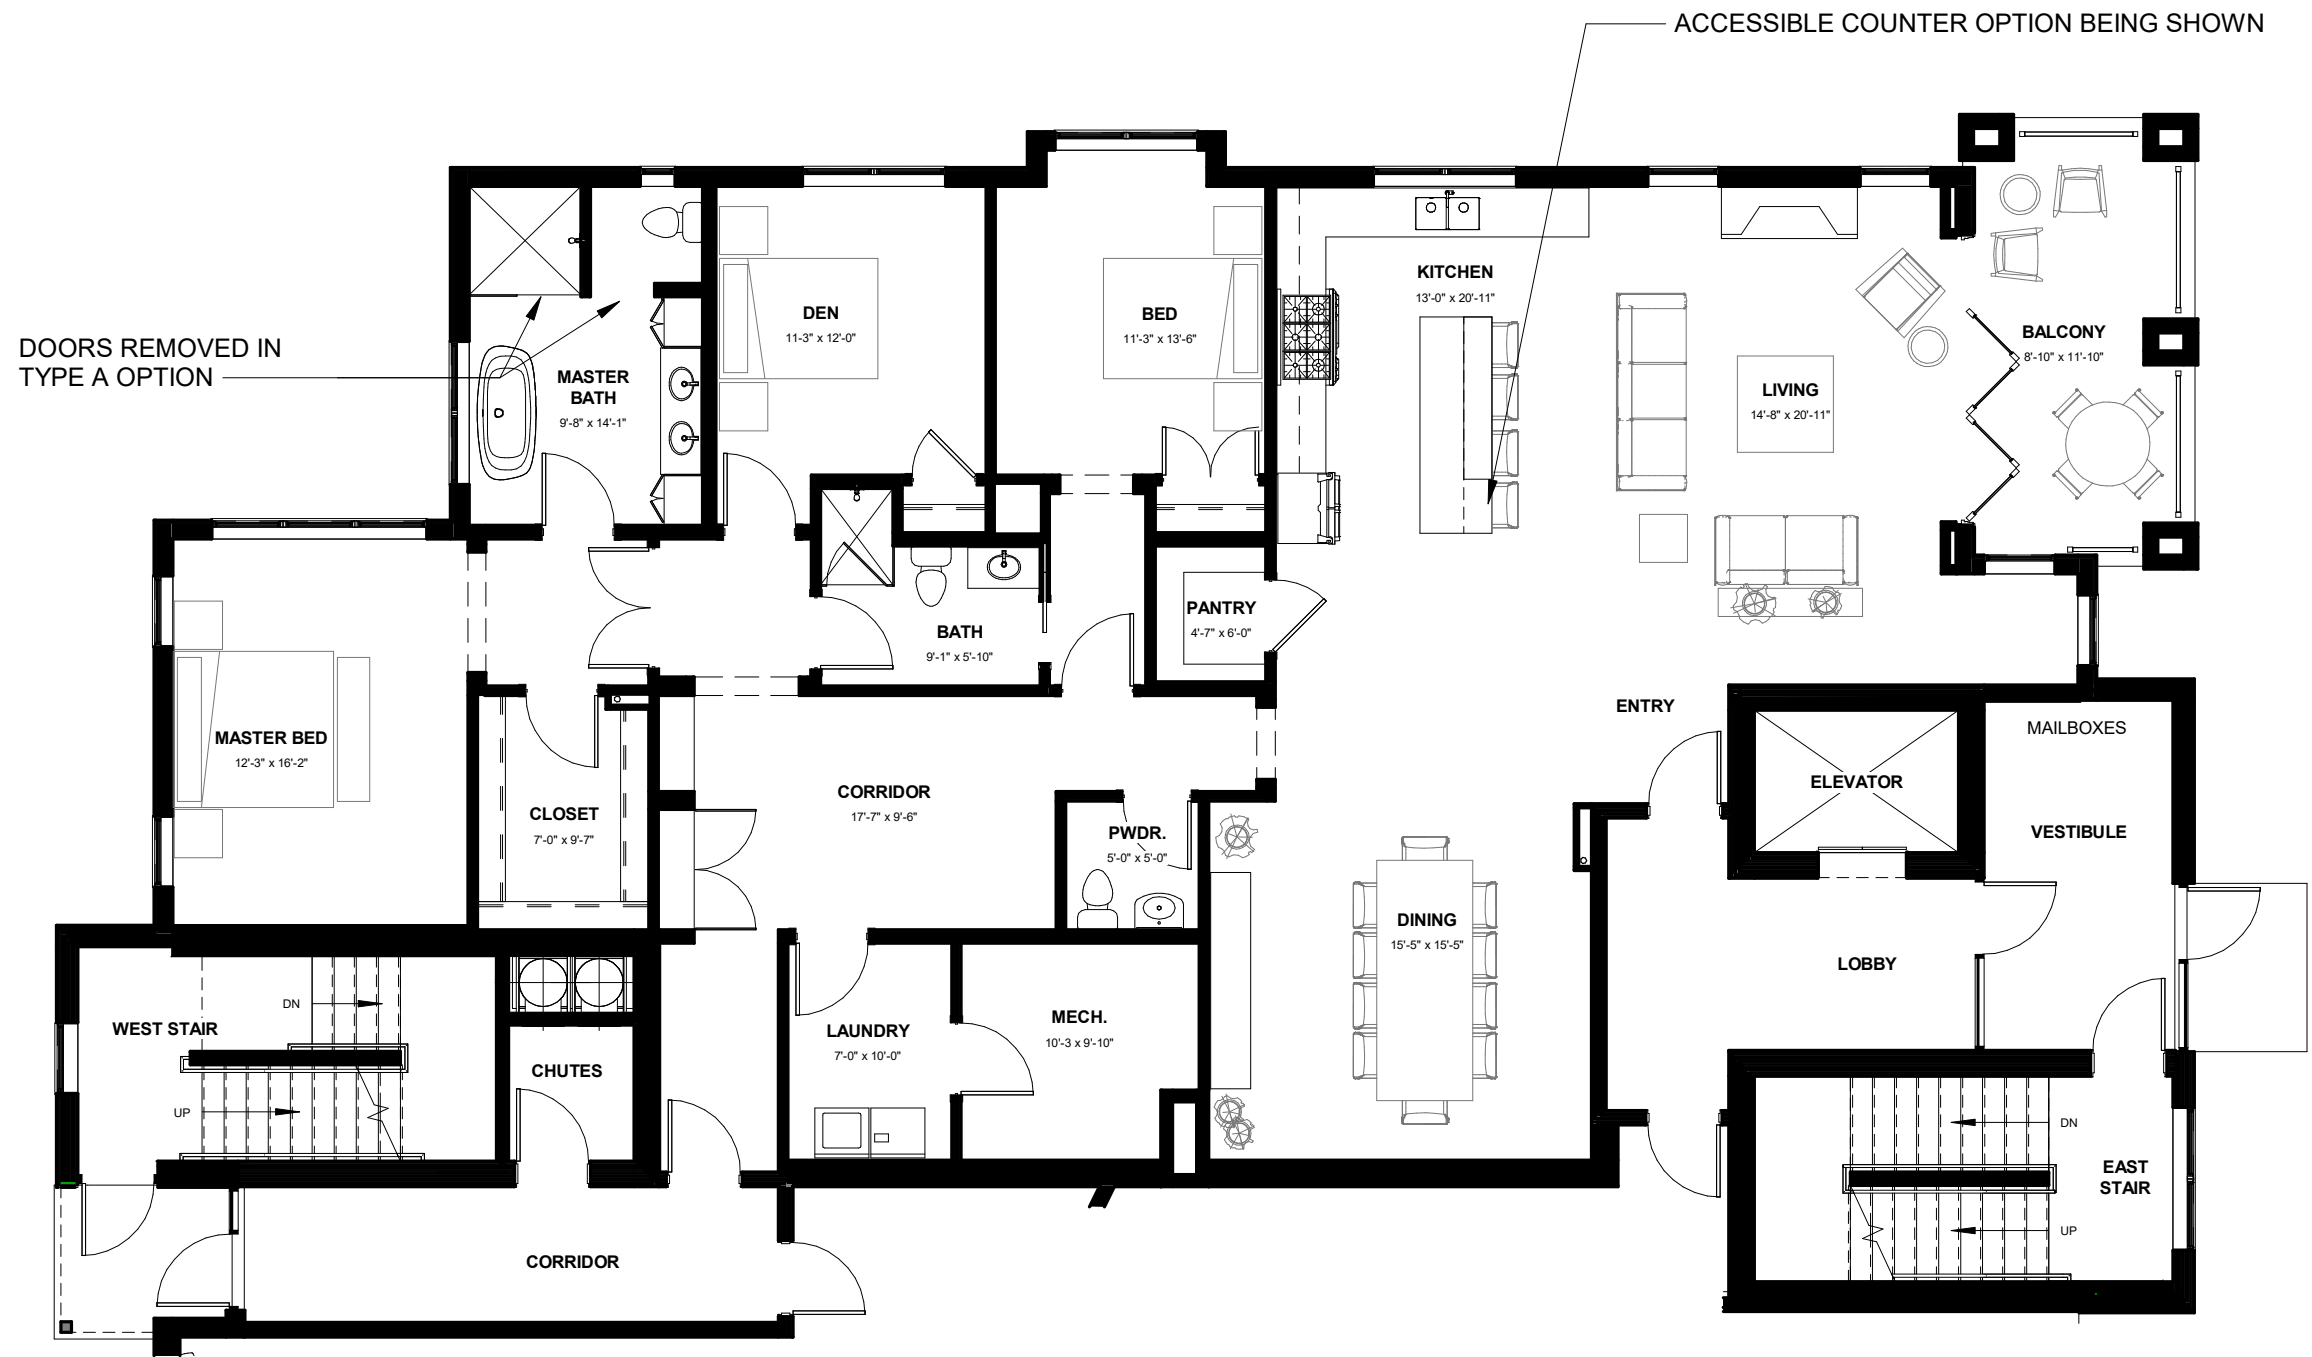 ACCESSIBLE COUNTER OPTION BEING SHOWN
DOORS REMOVED IN
TYPE A OPTION
MASTER
BATH
9'-8" x 14'-1"
DEN
11-3" x 12'-0"
BED
11'-3" x 13'-6"
KITCHEN
13'-0" x 20'-11"
LIVING
14'-8" x 20'-11"
BALCONY
8'-10" x 11'-10"
PANTRY
4'-7" x 6'-0"
BATH
9'-1" x 5'-10"
ENTRY
MASTER BED
12'-3" x 16'-2"
CLOSET
7'-0" x 9'-7"
CORRIDOR
17'-7" x 9'-6"
PWDR.
5'-0" x 5'-0"
MAILBOXES
ELEVATOR
VESTIBULE
DINING
15'-5" x 15'-5"
LOBBY
DN
WEST STAIR
UP
CHUTES
LAUNDRY
7'-0" x 10'-0"
MECH.
10'-3 x 9'-10"
DN
EAST
STAIR
UP
CORRIDOR